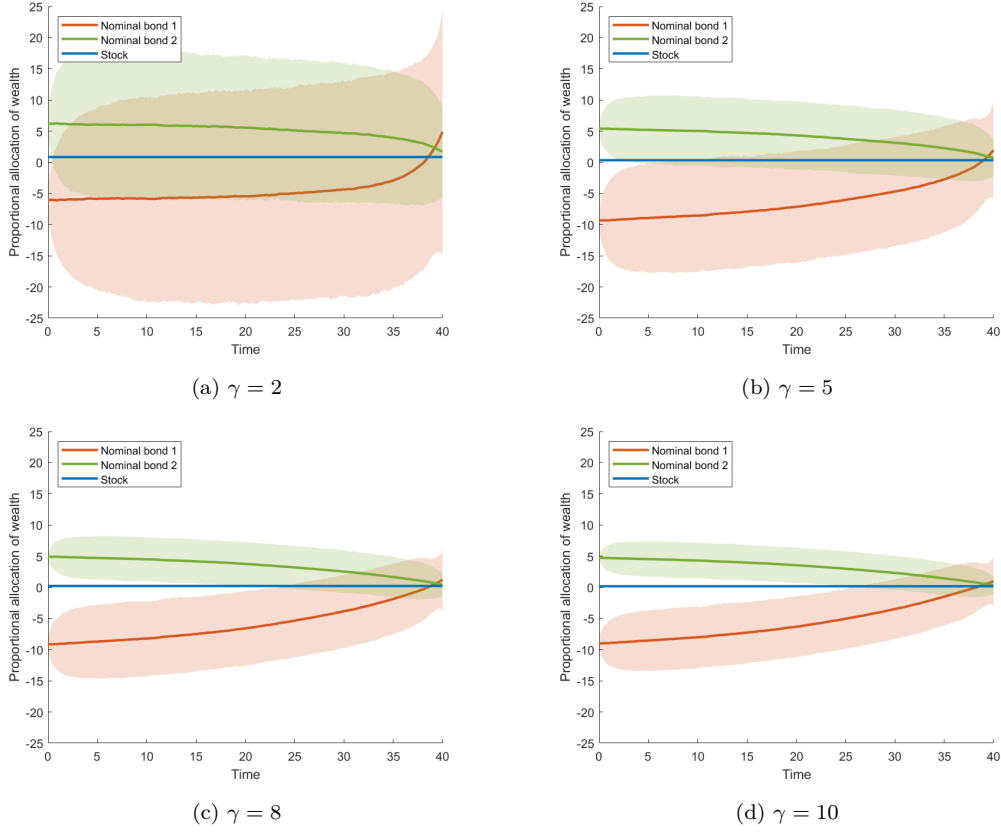 25
20
15
10
5
0
-5
-10
-15
-20
-25
Proportional allocation of wealth
Nominal bond 1
Nominal bond 2
Stock
0 5 10 15 20 25 30 35 40
Time
(a) γ = 2
25
20
15
10
5
0
-5
-10
-15
-20
-25
Proportional allocation of wealth
Nominal bond 1
Nominal bond 2
Stock
0 5 10 15 20 25 30 35 40
Time
(b) γ = 5
25
20
15
10
5
0
-5
-10
-15
-20
-25
Proportional allocation of wealth
Nominal bond 1
Nominal bond 2
Stock
0 5 10 15 20 25 30 35 40
Time
(c) γ = 8
25
20
15
10
5
0
-5
-10
-15
-20
-25
Proportional allocation of wealth
Nominal bond 1
Nominal bond 2
Stock
0 5 10 15 20 25 30 35 40
Time
(d) γ = 10